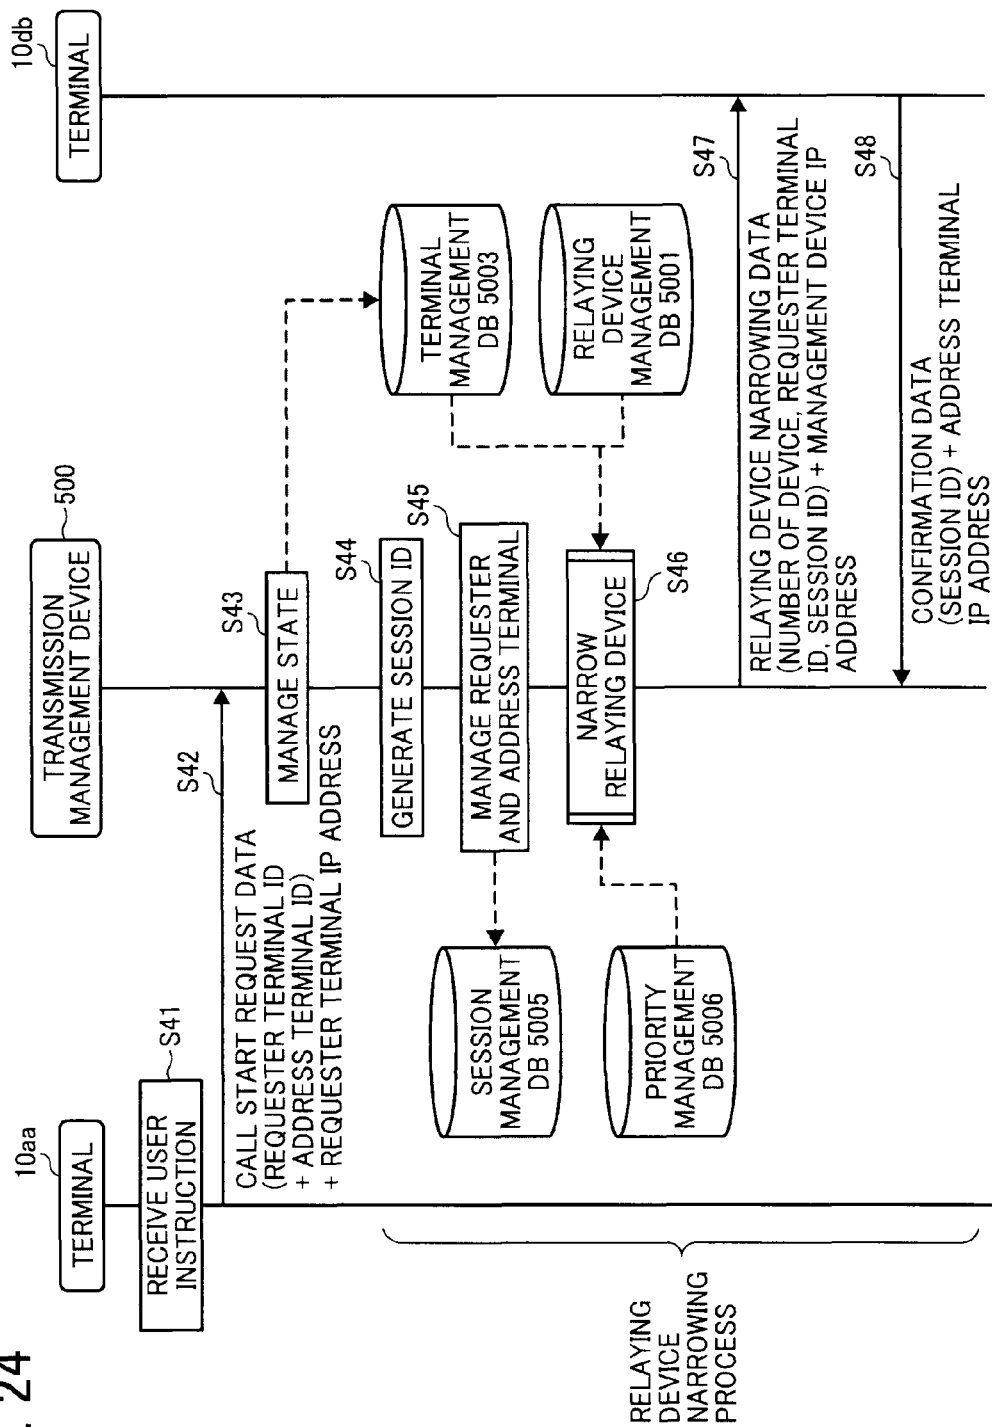 . 24
10aa
TERMINAL
500
TRANSMISSION
MANAGEMENT DEVICE
10db
TERMINAL
RECEIVE USER
INSTRUCTION
S41
S42
CALL START REQUEST DATA
(REQUESTER TERMINAL ID
+ ADDRESS TERMINAL ID)
+ REQUESTER TERMINAL IP ADDRESS
S43
MANAGE STATE
TERMINAL
MANAGEMENT
DB 5003
S44
GENERATE SESSION ID
S45
MANAGE REQUESTER
AND ADDRESS TERMINAL
SESSION
MANAGEMENT
DB 5005
RELAYING
DEVICE
MANAGEMENT
DB 5001
NARROW
RELAYING DEVICE
S46
PRIORITY
MANAGEMENT
DB 5006
S47
RELAYING DEVICE NARROWING DATA
(NUMBER OF DEVICE, REQUESTER TERMINAL
ID, SESSION ID) + MANAGEMENT DEVICE IP
ADDRESS
S48
CONFIRMATION DATA
(SESSION ID) + ADDRESS TERMINAL
IP ADDRESS
RELAYING
DEVICE
NARROWING
PROCESS